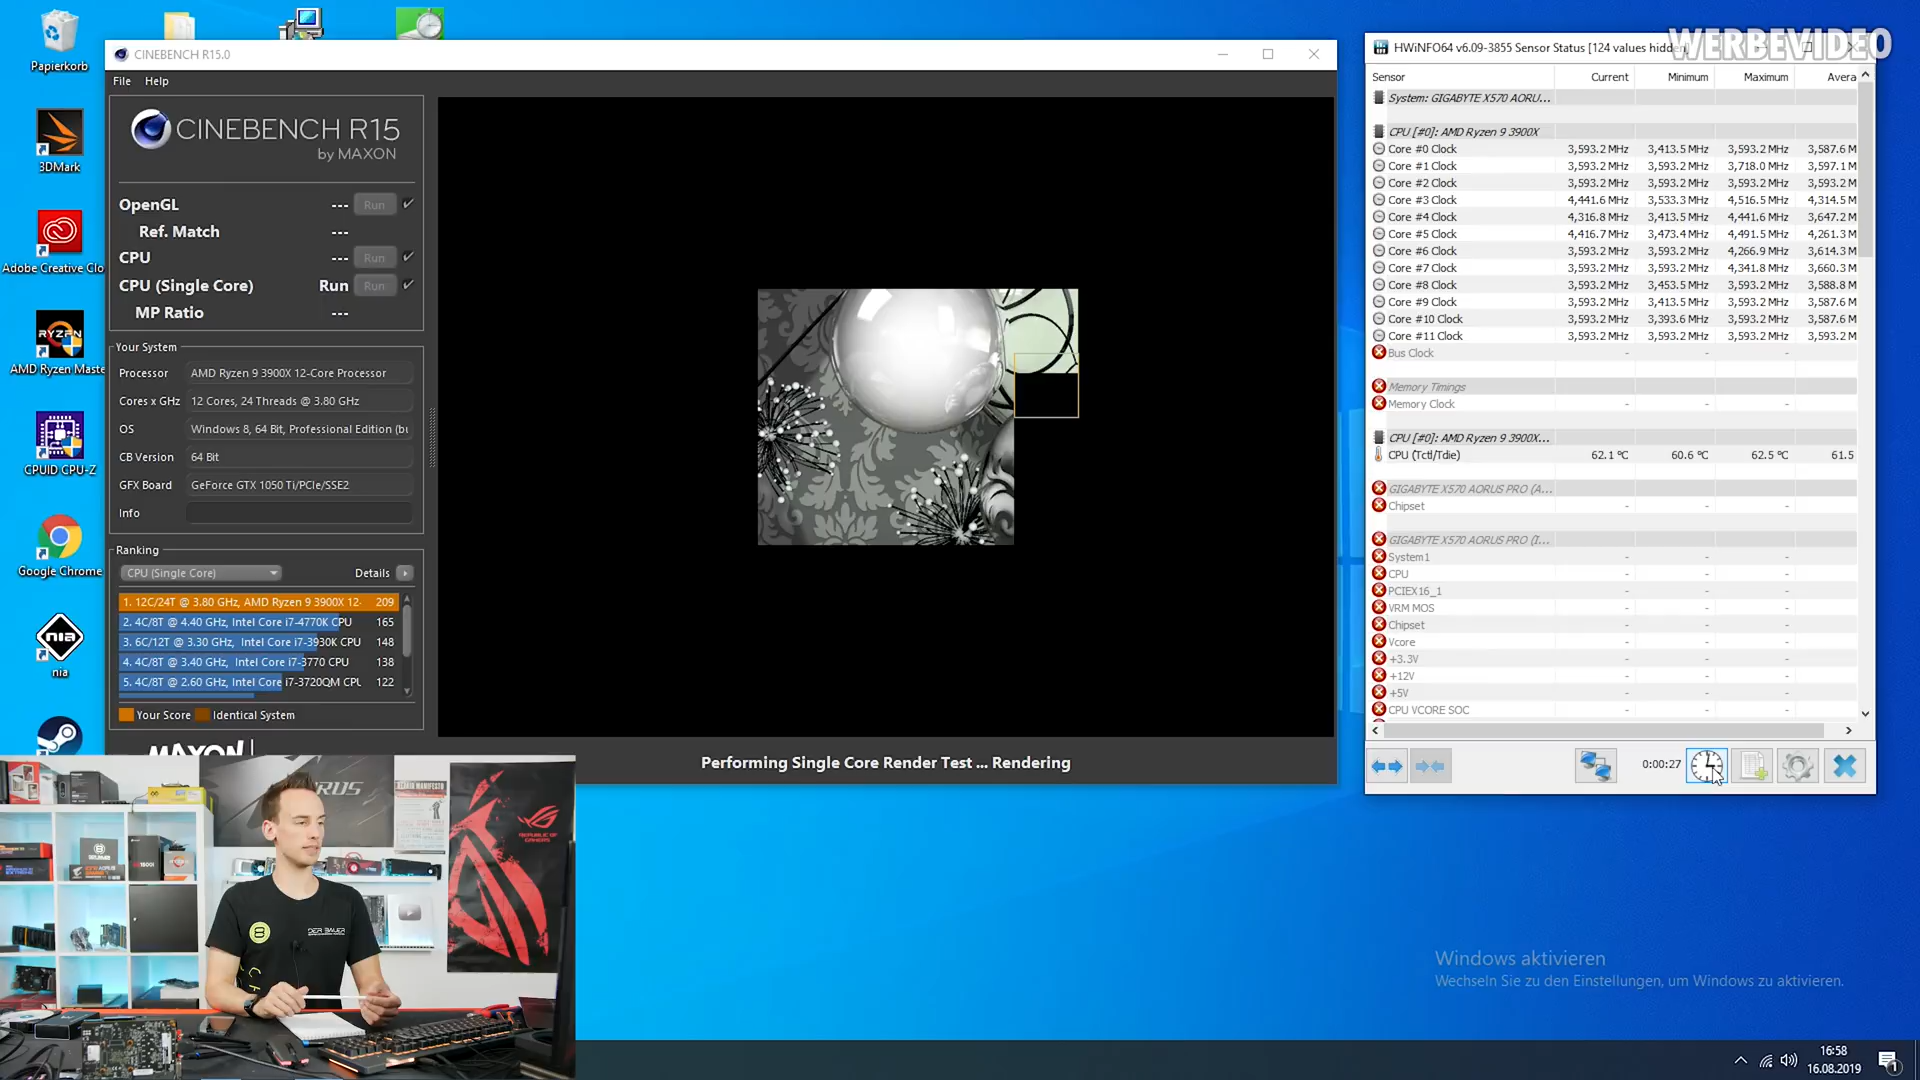 WERBEVIDEO
Papierkorb
3DMark
Adobe Creative Clo
RYZEN
AMD Ryzen Maste
CPUID CPU-Z
Google Chrome
nia
nia
CINEBENCH R15.0
File Help
CINEBENCH R15
by MAXON
OpenGL --- Run
Ref. Match ---
CPU --- Run
CPU (Single Core) Run Run
MP Ratio ---
Your System
Processor AMD Ryzen 9 3900X 12-Core Processor
Cores x GHz 12 Cores, 24 Threads @ 3.80 GHz
OS Windows 8, 64 Bit, Professional Edition (bu
CB Version 64 Bit
GFX Board GeForce GTX 1050 Ti/PCIe/SSE2
Info
Ranking
CPU (Single Core) Details
1. 12C/24T @ 3.80 GHz, AMD Ryzen 9 3900X 12- 209
2. 4C/8T @ 4.40 GHz, Intel Core i7-4770K CPU 165
3. 6C/12T @ 3.30 GHz, Intel Core i7-3930K CPU 148
4. 4C/8T @ 3.40 GHz, Intel Core i7-3770 CPU 138
5. 4C/8T @ 2.60 GHz, Intel Core i7-3720QM CPU 122
Your Score Identical System
MAXON
Performing Single Core Render Test ... Rendering
HWiNFO64 v6.09-3855 Sensor Status [124 values hidden]
Sensor Current Minimum Maximum Avera
System: GIGABYTE X570 AORU...
CPU [#0]: AMD Ryzen 9 3900X
Core #0 Clock 3,593.2 MHz 3,413.5 MHz 3,593.2 MHz 3,587.6 M
Core #1 Clock 3,593.2 MHz 3,593.2 MHz 3,718.0 MHz 3,597.1 M
Core #2 Clock 3,593.2 MHz 3,593.2 MHz 3,593.2 MHz 3,593.2 M
Core #3 Clock 4,441.6 MHz 3,533.3 MHz 4,516.5 MHz 4,314.5 M
Core #4 Clock 4,316.8 MHz 3,413.5 MHz 4,441.6 MHz 3,647.2 M
Core #5 Clock 4,416.7 MHz 3,473.4 MHz 4,491.5 MHz 4,261.3 M
Core #6 Clock 3,593.2 MHz 3,593.2 MHz 4,266.9 MHz 3,614.3 M
Core #7 Clock 3,593.2 MHz 3,593.2 MHz 4,341.8 MHz 3,660.3 M
Core #8 Clock 3,593.2 MHz 3,453.5 MHz 3,593.2 MHz 3,588.8 M
Core #9 Clock 3,593.2 MHz 3,413.5 MHz 3,593.2 MHz 3,587.6 M
Core #10 Clock 3,593.2 MHz 3,393.6 MHz 3,593.2 MHz 3,587.6 M
Core #11 Clock 3,593.2 MHz 3,593.2 MHz 3,593.2 MHz 3,593.2 M
Bus Clock - - -
Memory Timings
Memory Clock - - -
CPU [#0]: AMD Ryzen 9 3900X...
CPU (Tctl/Tdie) 62.1 °C 60.6 °C 62.5 °C 61.5
GIGABYTE X570 AORUS PRO (A...
Chipset - - -
GIGABYTE X570 AORUS PRO (I...
System1 - - -
CPU - - -
PCIEX16_1 - - -
VRM MOS - - -
Chipset - - -
Vcore - - -
+3.3V - - -
+12V - - -
+5V - - -
CPU VCORE SOC - - -
0:00:27
REPUBLIC OF
GAMERS
DER8AUER
Windows aktivieren
Wechseln Sie zu den Einstellungen, um Windows zu aktivieren.
16:58
16.08.2019
1